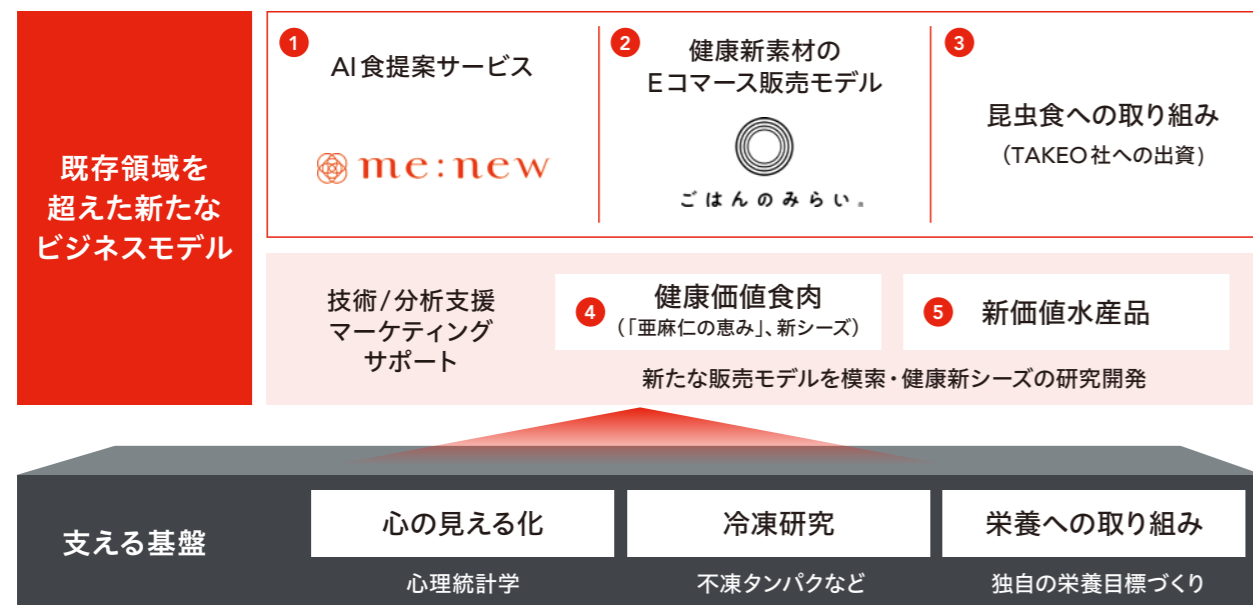 既存領域を
超えた新たな
ビジネスモデル
1
AI食提案サービス
me:new
2
健康新素材の
Eコマース販売モデル
ごはんのみらい。
3
昆虫食への取り組み
（TAKEO社への出資）
技術/分析支援
マーケティング
サポート
4
健康価値食肉
（「亜麻仁の恵み」、新シーズ）
5
新価値水産品
新たな販売モデルを模索・健康新シーズの研究開発
支える基盤
心の見える化
心理統計学
冷凍研究
不凍タンパクなど
栄養への取り組み
独自の栄養目標づくり